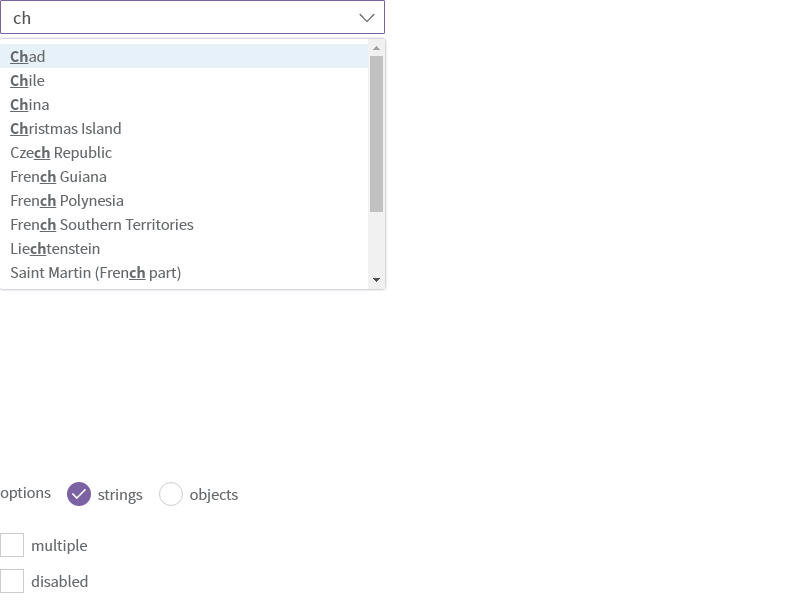 ch
Chad
Chile
China
Christmas Island
Czech Republic
French Guiana
French Polynesia
French Southern Territories
Liechtenstein
Saint Martin (French part)
options strings objects
multiple
disabled